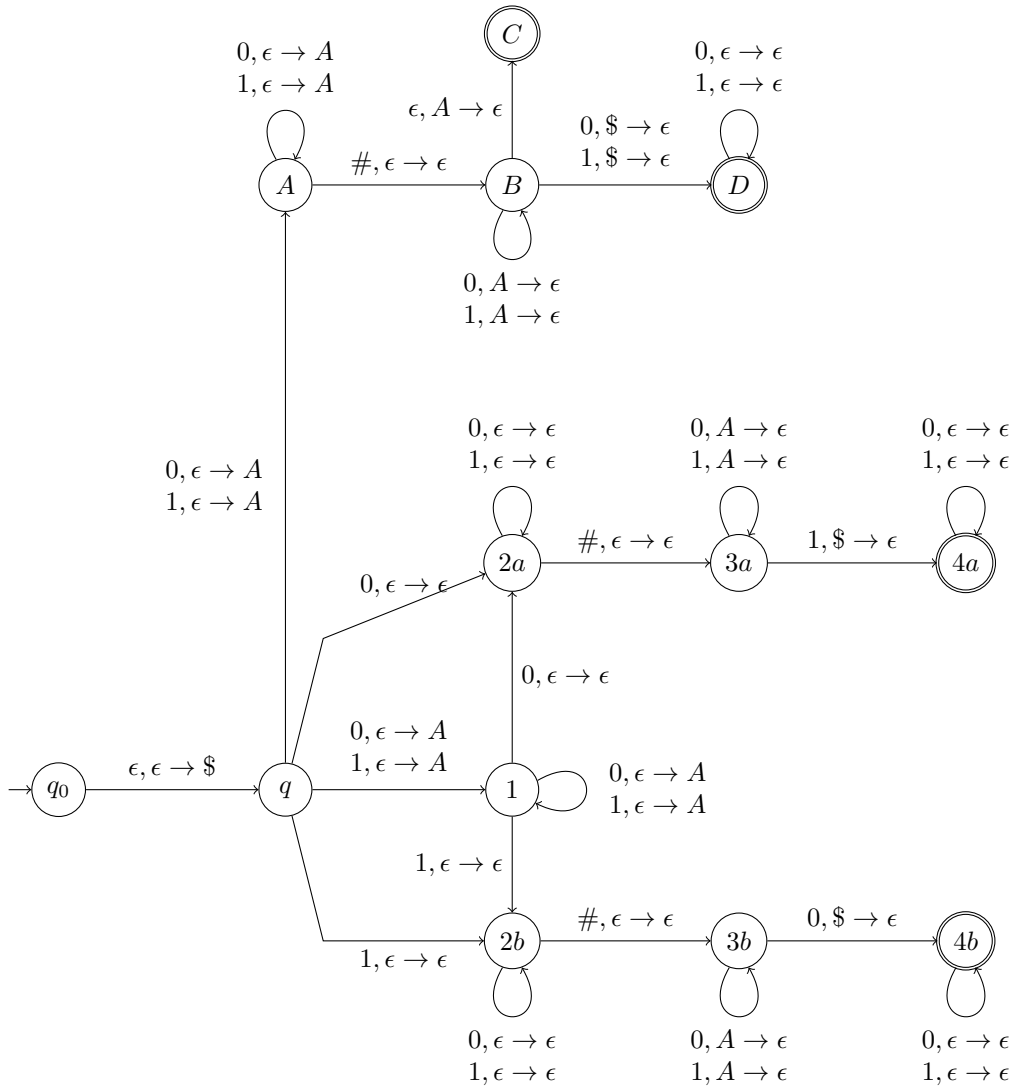 C
0, ϵ → A
1, ϵ → A
0, ϵ → ϵ
1, ϵ → ϵ
ϵ, A → ϵ
0, $ → ϵ
1, $ → ϵ
#, ϵ → ϵ
A
B
D
0, A → ϵ
1, A → ϵ
0, ϵ → ϵ
1, ϵ → ϵ
0, A → ϵ
1, A → ϵ
0, ϵ → ϵ
1, ϵ → ϵ
0, ϵ → A
1, ϵ → A
#, ϵ → ϵ
1, $ → ϵ
2a
3a
4a
0, ϵ → ϵ
0, ϵ → ϵ
0, ϵ → A
1, ϵ → A
ϵ, ϵ → $
q₀
q
1
0, ϵ → A
1, ϵ → A
1, ϵ → ϵ
#, ϵ → ϵ
0, $ → ϵ
2b
3b
4b
1, ϵ → ϵ
0, ϵ → ϵ
1, ϵ → ϵ
0, A → ϵ
1, A → ϵ
0, ϵ → ϵ
1, ϵ → ϵ